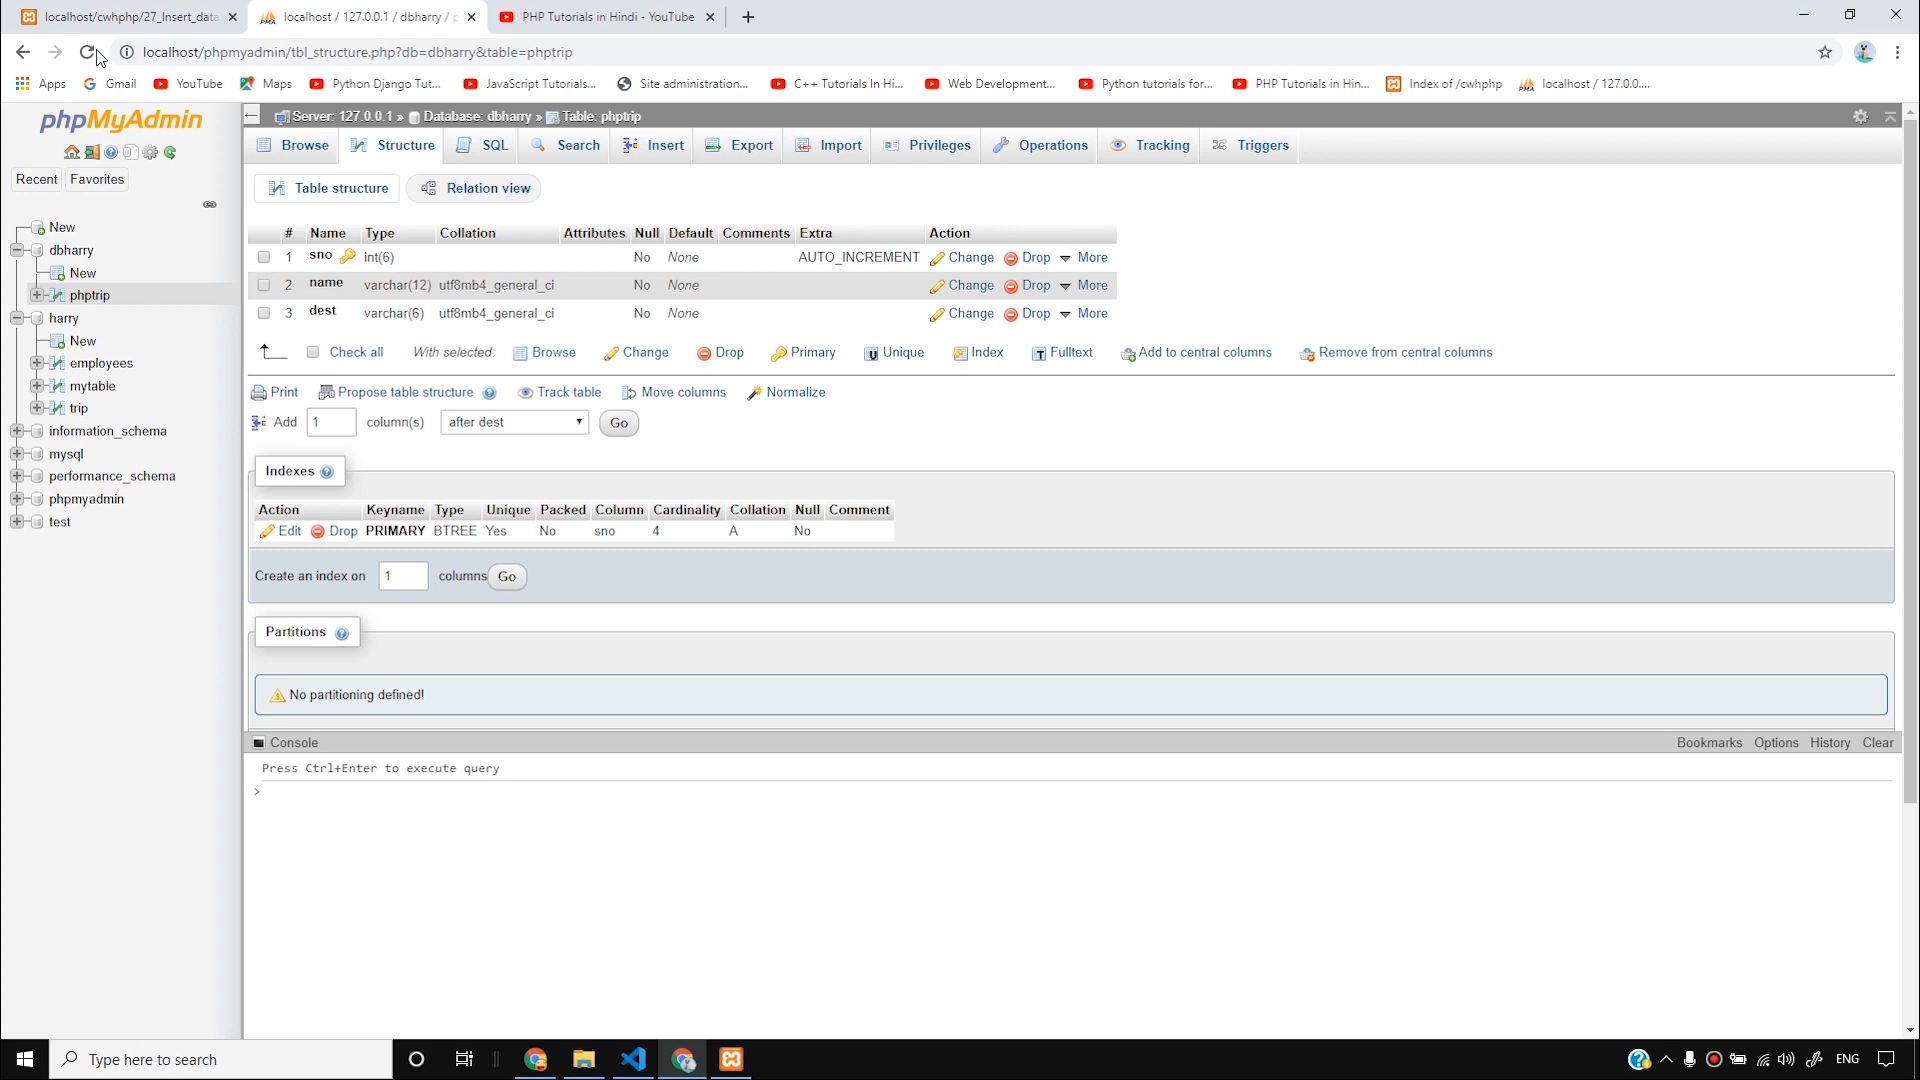 localhost/cwhphp/27_Insert_data
localhost / 127.0.0.1 / dbharry / p
PHP Tutorials in Hindi - YouTube
localhost/phpmyadmin/tbl_structure.php?db=dbharry&table=phptrip
Apps
Gmail
YouTube
Maps
Python Django Tut...
JavaScript Tutorials...
Site administration...
C++ Tutorials In Hi...
Web Development...
Python tutorials for...
PHP Tutorials in Hin...
Index of /cwhphp
localhost / 127.0.0....
phpMyAdmin
Recent Favorites
New
dbharry
New
phptrip
harry
New
employees
mytable
trip
information_schema
mysql
performance_schema
phpmyadmin
test
Server: 127.0.0.1 » Database: dbharry » Table: phptrip
Browse Structure SQL Search Insert Export Import Privileges Operations Tracking Triggers
Table structure Relation view
# Name Type Collation Attributes Null Default Comments Extra Action
1 sno int(6) No None AUTO_INCREMENT Change Drop More
2 name varchar(12) utf8mb4_general_ci No None Change Drop More
3 dest varchar(6) utf8mb4_general_ci No None Change Drop More
Check all With selected: Browse Change Drop Primary Unique Index Fulltext Add to central columns Remove from central columns
Print Propose table structure Track table Move columns Normalize
Add 1 column(s) after dest Go
Indexes
Action Keyname Type Unique Packed Column Cardinality Collation Null Comment
Edit Drop PRIMARY BTREE Yes No sno 4 A No
Create an index on 1 columns Go
Partitions
No partitioning defined!
Console Bookmarks Options History Clear
Press Ctrl+Enter to execute query
>
Type here to search
ENG